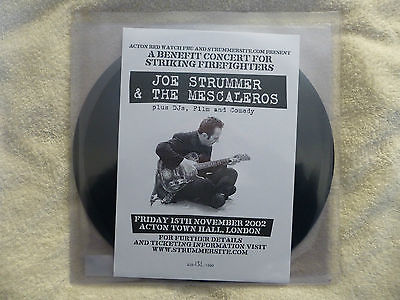 ACTON RED WATCH FBU AND STRUMMERSITE.COM PRESENT
A BENEFIT CONCERT FOR
STRIKING FIREFIGHTERS
JOE STRUMMER
& THE MESCALEROS
plus DJs, Film and Comedy
FRIDAY 15TH NOVEMBER 2002
ACTON TOWN HALL, LONDON
FOR FURTHER DETAILS
AND TICKETING INFORMATION VISIT
WWW.STRUMMERSITE.COM